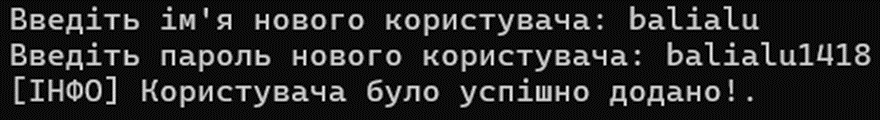 Введіть ім'я нового користувача: balialu
Введіть пароль нового користувача: balialu1418
[ІНФО] Користувача було успішно додано!.